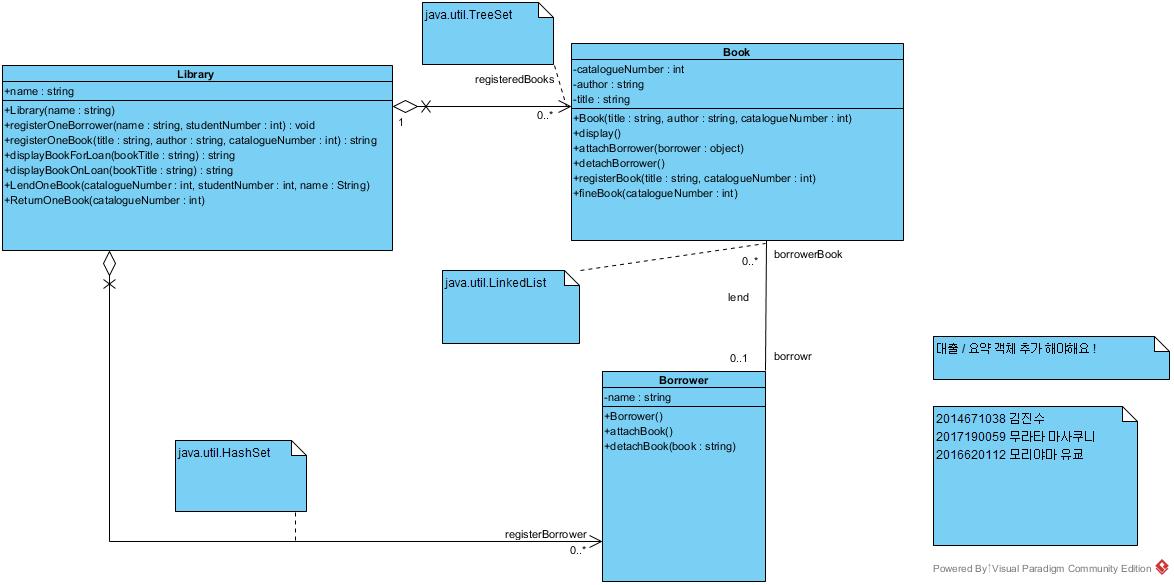 java.util.TreeSet
Book
-catalogueNumber : int
-author : string
-title : string
+Book(title : string, author : string, catalogueNumber : int)
+display()
+attachBorrower(borrower : object)
+detachBorrower()
+registerBook(title : string, catalogueNumber : int)
+fineBook(catalogueNumber : int)
Library
+name : string
+Library(name : string)
+registerOneBorrower(name : string, studentNumber : int) : void
+registerOneBook(title : string, author : string, catalogueNumber : int) : string
+displayBookForLoan(bookTitle : string) : string
+displayBookOnLoan(bookTitle : string) : string
+LendOneBook(catalogueNumber : int, studentNumber : int, name : String)
+ReturnOneBook(catalogueNumber : int)
registeredBooks
1
0..*
java.util.LinkedList
0..*
borrowerBook
lend
0..1
borrowr
Borrower
-name : string
+Borrower()
+attachBook()
+detachBook(book : string)
java.util.HashSet
registerBorrower
0..*
대출 / 요약 객체 추가 해야해요 !
2014671038 김진수
2017190059 무라타 마사쿠니
2016620112 모리야마 유쿄
Powered By Visual Paradigm Community Edition